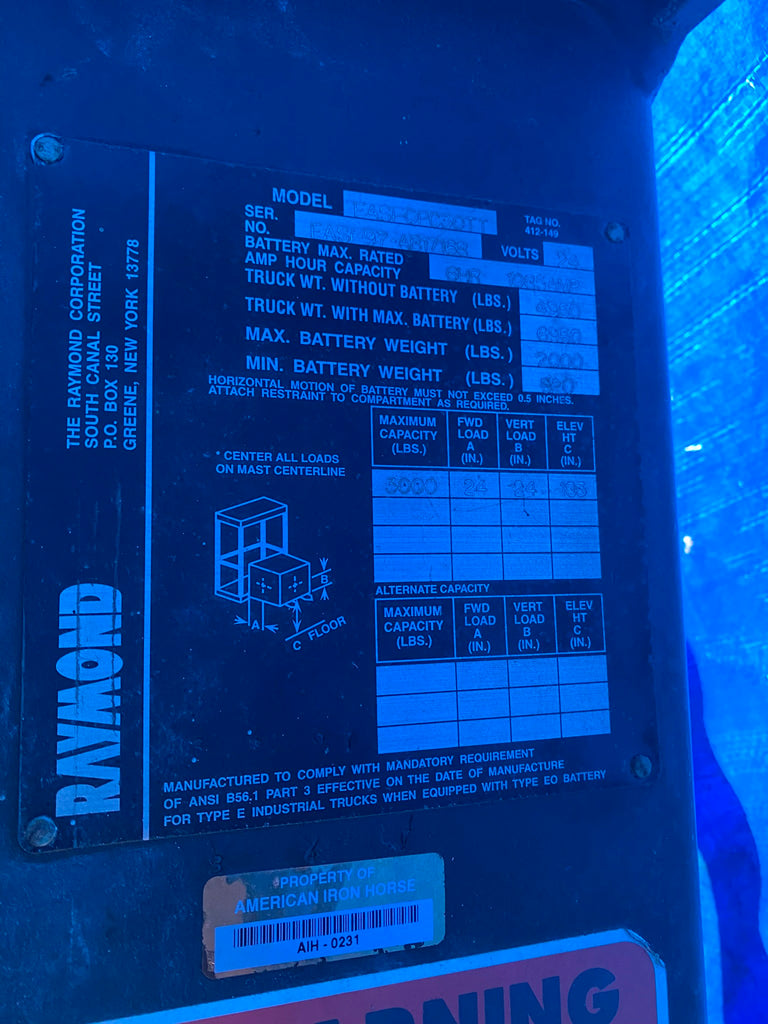 MODEL
TAG NO.
412-149
SER.
NO.
VOLTS
BATTERY MAX. RATED
AMP HOUR CAPACITY 6HR
TRUCK WT. WITHOUT BATTERY (LBS.)
TRUCK WT. WITH MAX. BATTERY (LBS.)
MAX. BATTERY WEIGHT (LBS.) 2000
MIN. BATTERY WEIGHT (LBS.)
HORIZONTAL MOTION OF BATTERY MUST NOT EXCEED 0.5 INCHES.
ATTACH RESTRAINT TO COMPARTMENT AS REQUIRED.
THE RAYMOND CORPORATION
SOUTH CANAL STREET
P.O. BOX 130
GREENE, NEW YORK 13778
RAYMOND
* CENTER ALL LOADS
ON MAST CENTERLINE
A
B
C FLOOR
MAXIMUM CAPACITY (LBS.) FWD LOAD A (IN.) VERT LOAD B (IN.) ELEV HT C (IN.)
3000 24 24
ALTERNATE CAPACITY
MAXIMUM CAPACITY (LBS.) FWD LOAD A (IN.) VERT LOAD B (IN.) ELEV HT C (IN.)
MANUFACTURED TO COMPLY WITH MANDATORY REQUIREMENT
OF ANSI B56.1 PART 3 EFFECTIVE ON THE DATE OF MANUFACTURE
FOR TYPE E INDUSTRIAL TRUCKS WHEN EQUIPPED WITH TYPE EO BATTERY
PROPERTY OF
AMERICAN IRON HORSE
AIH - 0231